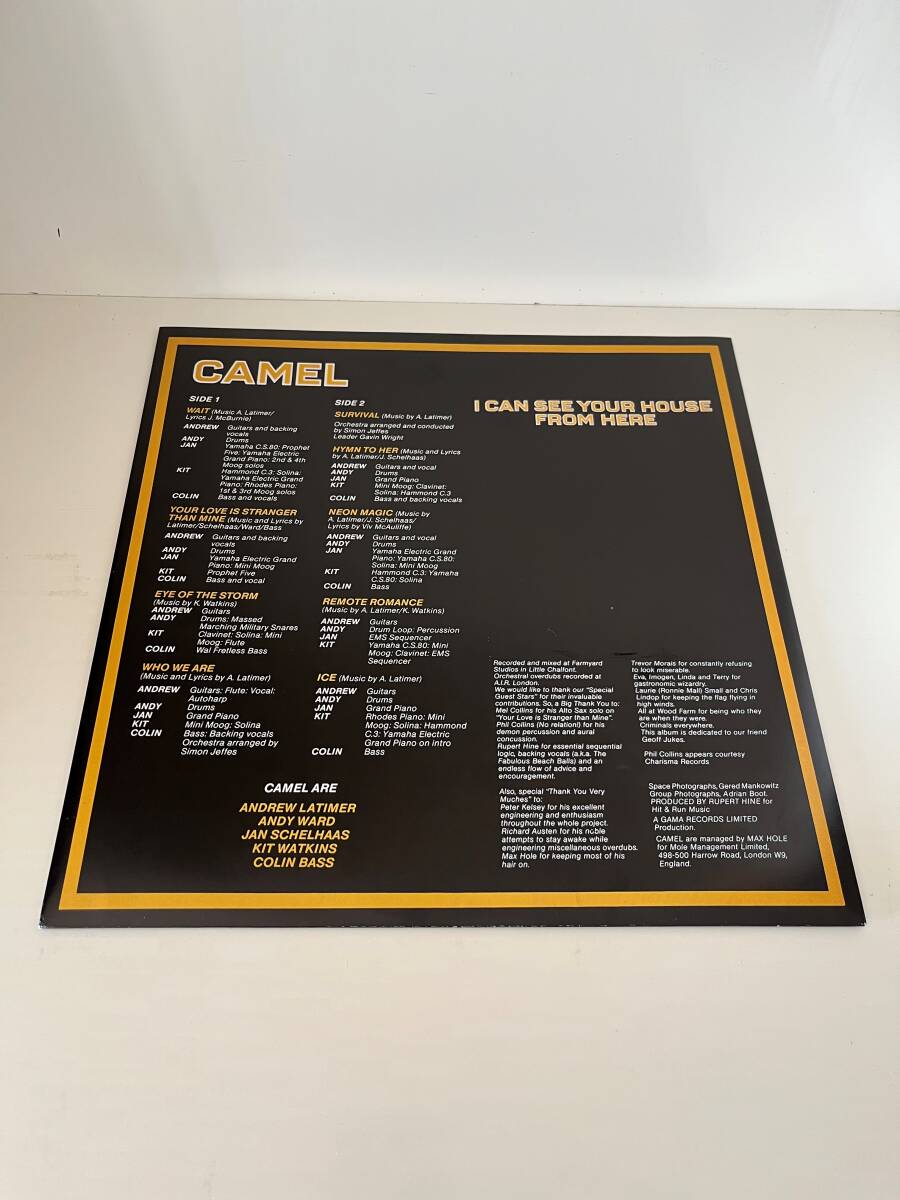 CAMEL
I CAN SEE YOUR HOUSE
FROM HERE
SIDE 1
WAIT (Music A. Latimer/
Lyrics J. McBurnie)
ANDREW Guitars and backing
vocals
ANDY Drums
JAN Yamaha C.S.80: Prophet
Five: Yamaha Electric
Grand Piano: 2nd & 4th
Moog solos
KIT Hammond C.3: Solina:
Yamaha Electric Grand
Piano: Rhodes Piano:
1st & 3rd Moog solos
COLIN Bass and vocals
YOUR LOVE IS STRANGER
THAN MINE (Music and Lyrics by
Latimer/Schelhaas/Ward/Bass
ANDREW Guitars and backing
vocals
ANDY Drums
JAN Yamaha Electric Grand
Piano: Mini Moog
KIT Prophet Five
COLIN Bass and vocal
EYE OF THE STORM
(Music by K. Watkins)
ANDREW Guitars
ANDY Drums: Massed
Marching Military Snares
KIT Clavinet: Solina: Mini
Moog: Flute
COLIN Wal Fretless Bass
WHO WE ARE
(Music and Lyrics by A. Latimer)
ANDREW Guitars: Flute: Vocal:
Autoharp
ANDY Drums
JAN Grand Piano
KIT Mini Moog: Solina
COLIN Bass: Backing vocals
Orchestra arranged by
Simon Jeffes
SIDE 2
SURVIVAL (Music by A. Latimer)
Orchestra arranged and conducted
by Simon Jeffes
Leader Gavin Wright
HYMN TO HER (Music and Lyrics
by A. Latimer/J. Schelhaas)
ANDREW Guitars and vocal
ANDY Drums
JAN Grand Piano
KIT Mini Moog: Clavinet:
Solina: Hammond C.3
COLIN Bass and backing vocals
NEON MAGIC (Music by
A. Latimer/J. Schelhaas/
Lyrics by Viv McAuliffe)
ANDREW Guitars and vocal
ANDY Drums
JAN Yamaha Electric Grand
Piano: Yamaha C.S.80:
Solina: Mini Moog
KIT Hammond C.3: Yamaha
C.S.80: Solina
COLIN Bass
REMOTE ROMANCE
(Music by A. Latimer/K. Watkins)
ANDREW Guitars
ANDY Drum Loop: Percussion
JAN EMS Sequencer
KIT Yamaha C.S.80: Mini
Moog: Clavinet: EMS
Sequencer
ICE (Music by A. Latimer)
ANDREW Guitars
ANDY Drums
JAN Grand Piano
KIT Rhodes Piano: Mini
Moog: Solina: Hammond
C.3: Yamaha Electric
Grand Piano on intro
COLIN Bass
CAMEL ARE
ANDREW LATIMER
ANDY WARD
JAN SCHELHAAS
KIT WATKINS
COLIN BASS
Recorded and mixed at Farmyard
Studios in Little Chalfont.
Orchestral overdubs recorded at
A.I.R. London.
We would like to thank our "Special
Guest Stars" for their invaluable
contributions. So, a Big Thank You to:
Mel Collins for his Alto Sax solo on
"Your Love is Stranger than Mine".
Phil Collins (No relation!) for his
demon percussion and aural
concussion.
Rupert Hine for essential sequential
logic, backing vocals (a.k.a. The
Fabulous Beach Balls) and an
endless flow of advice and
encouragement.
Also, special "Thank You Very
Muches" to:
Peter Kelsey for his excellent
engineering and enthusiasm
throughout the whole project.
Richard Austen for his noble
attempts to stay awake while
engineering miscellaneous overdubs.
Max Hole for keeping most of his
hair on.
Trevor Morais for constantly refusing
to look miserable.
Eva, Imogen, Linda and Terry for
gastronomic wizardry.
Laurie (Ronnie Mall) Small and Chris
Lindop for keeping the flag flying in
high winds.
All at Wood Farm for being who they
are when they were.
Criminals everywhere.
This album is dedicated to our friend
Geoff Jukes.
Phil Collins appears courtesy
Charisma Records
Space Photographs, Gered Mankowitz
Group Photographs, Adrian Boot.
PRODUCED BY RUPERT HINE for
Hit & Run Music
A GAMA RECORDS LIMITED
Production.
CAMEL are managed by MAX HOLE
for Mole Management Limited,
498-500 Harrow Road, London W9,
England.